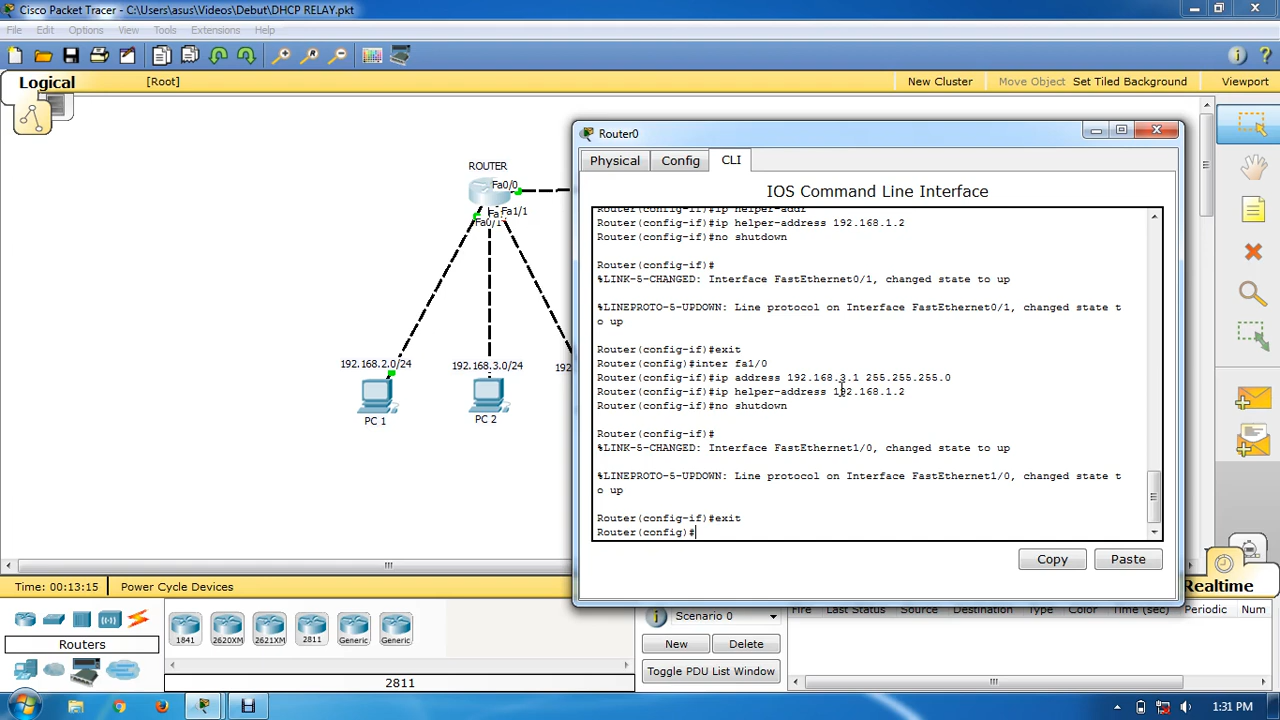 Cisco Packet Tracer - C:\Users\asus\Videos\Debut\DHCP RELAY.pkt
File Edit Options View Tools Extensions Help
Logical [Root] New Cluster Move Object Set Tiled Background Viewport
ROUTER
Fa0/0
Fa1/1
Fa0/1
192.168.2.0/24
192.168.3.0/24
192
PC 1
PC 2
Router0
Physical Config CLI
IOS Command Line Interface
Router(config-if)#ip helper-addr
Router(config-if)#ip helper-address 192.168.1.2
Router(config-if)#no shutdown
Router(config-if)#
%LINK-5-CHANGED: Interface FastEthernet0/1, changed state to up
%LINEPROTO-5-UPDOWN: Line protocol on Interface FastEthernet0/1, changed state t
o up
Router(config-if)#exit
Router(config)#inter fa1/0
Router(config-if)#ip address 192.168.3.1 255.255.255.0
Router(config-if)#ip helper-address 192.168.1.2
Router(config-if)#no shutdown
Router(config-if)#
%LINK-5-CHANGED: Interface FastEthernet1/0, changed state to up
%LINEPROTO-5-UPDOWN: Line protocol on Interface FastEthernet1/0, changed state t
o up
Router(config-if)#exit
Router(config)#
Copy Paste
Time: 00:13:15 Power Cycle Devices
Realtime
Routers
1841 2620XM 2621XM 2811 Generic Generic
2811
Scenario 0
New Delete
Toggle PDU List Window
Fire Last Status Source Destination Type Color Time (sec) Periodic Num
1:31 PM